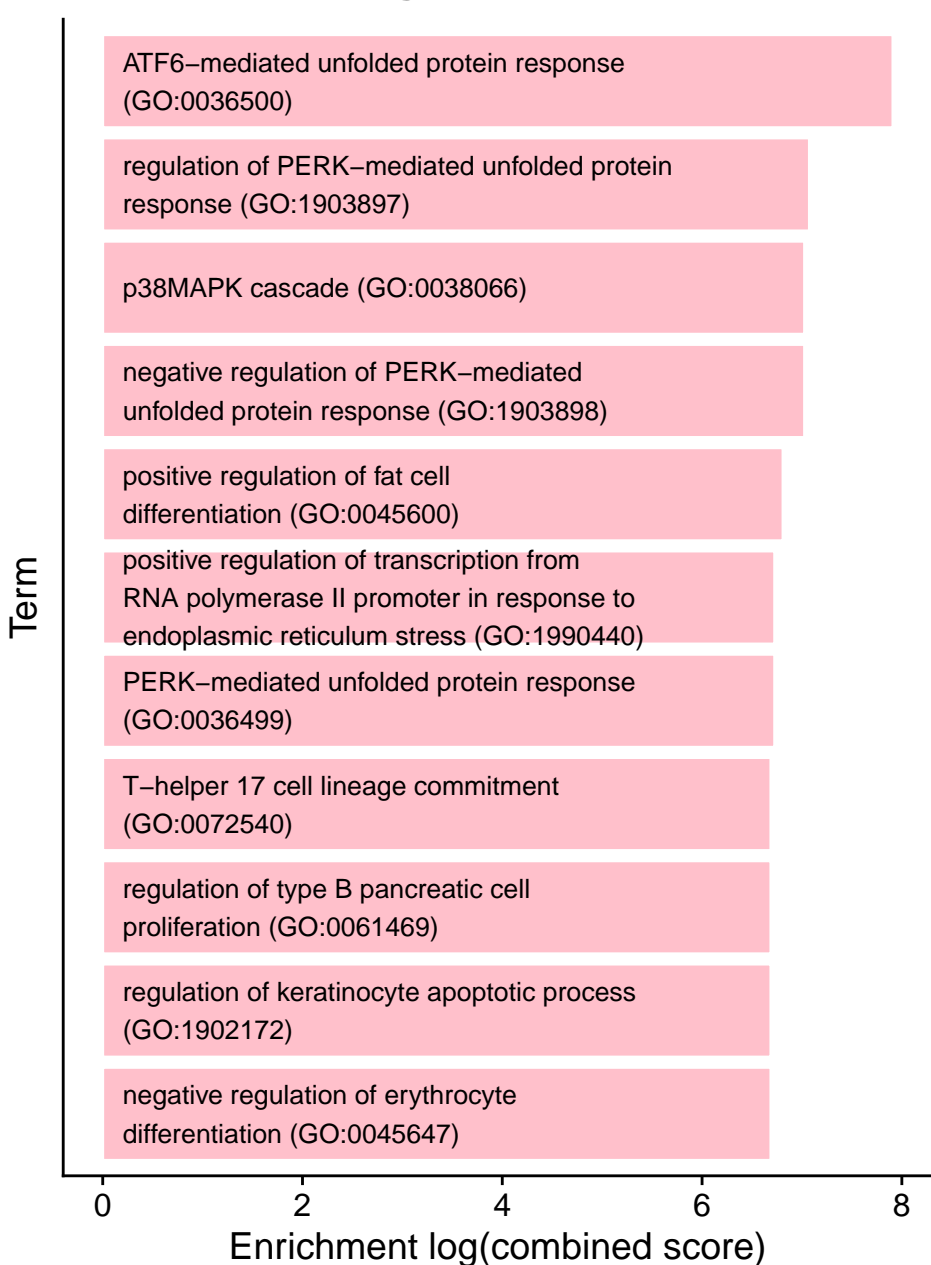 ATF6−mediated unfolded protein response
(GO:0036500)
regulation of PERK−mediated unfolded protein
response (GO:1903897)
p38MAPK cascade (GO:0038066)
negative regulation of PERK−mediated
unfolded protein response (GO:1903898)
positive regulation of fat cell
differentiation (GO:0045600)
positive regulation of transcription from
RNA polymerase II promoter in response to
endoplasmic reticulum stress (GO:1990440)
PERK−mediated unfolded protein response
(GO:0036499)
T−helper 17 cell lineage commitment
(GO:0072540)
regulation of type B pancreatic cell
proliferation (GO:0061469)
regulation of keratinocyte apoptotic process
(GO:1902172)
negative regulation of erythrocyte
differentiation (GO:0045647)
Term
0 2 4 6 8
Enrichment log(combined score)